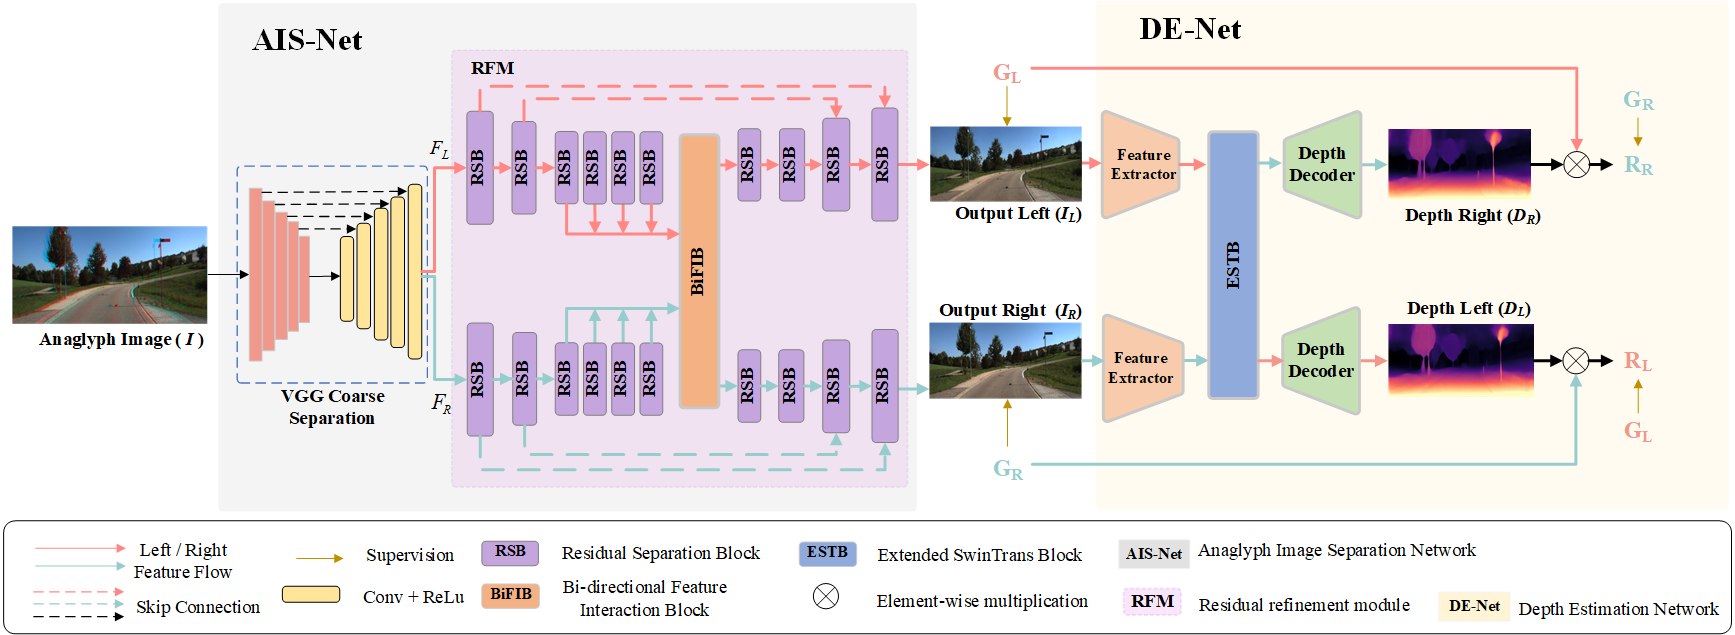 AIS-Net
DE-Net
RFM
G_L
G_R
F_L
RSB
RSB
RSB
RSB
RSB
RSB
RSB
RSB
RSB
RSB
Feature
Extractor
Depth
Decoder
R_R
Output Left (I_L)
Depth Right (D_R)
BiFIB
ESTB
Anaglyph Image ( I )
Output Right (I_R)
Depth Left (D_L)
F_R
RSB
RSB
RSB
RSB
RSB
RSB
RSB
RSB
RSB
RSB
Feature
Extractor
Depth
Decoder
R_L
VGG Coarse
Separation
G_R
G_L
Left / Right
Feature Flow
Skip Connection
Supervision
Conv + ReLu
RSB
Residual Separation Block
BiFIB
Bi-directional Feature
Interaction Block
ESTB
Extended SwinTrans Block
Element-wise multiplication
AIS-Net
Anaglyph Image Separation Network
RFM
Residual refinement module
DE-Net
Depth Estimation Network